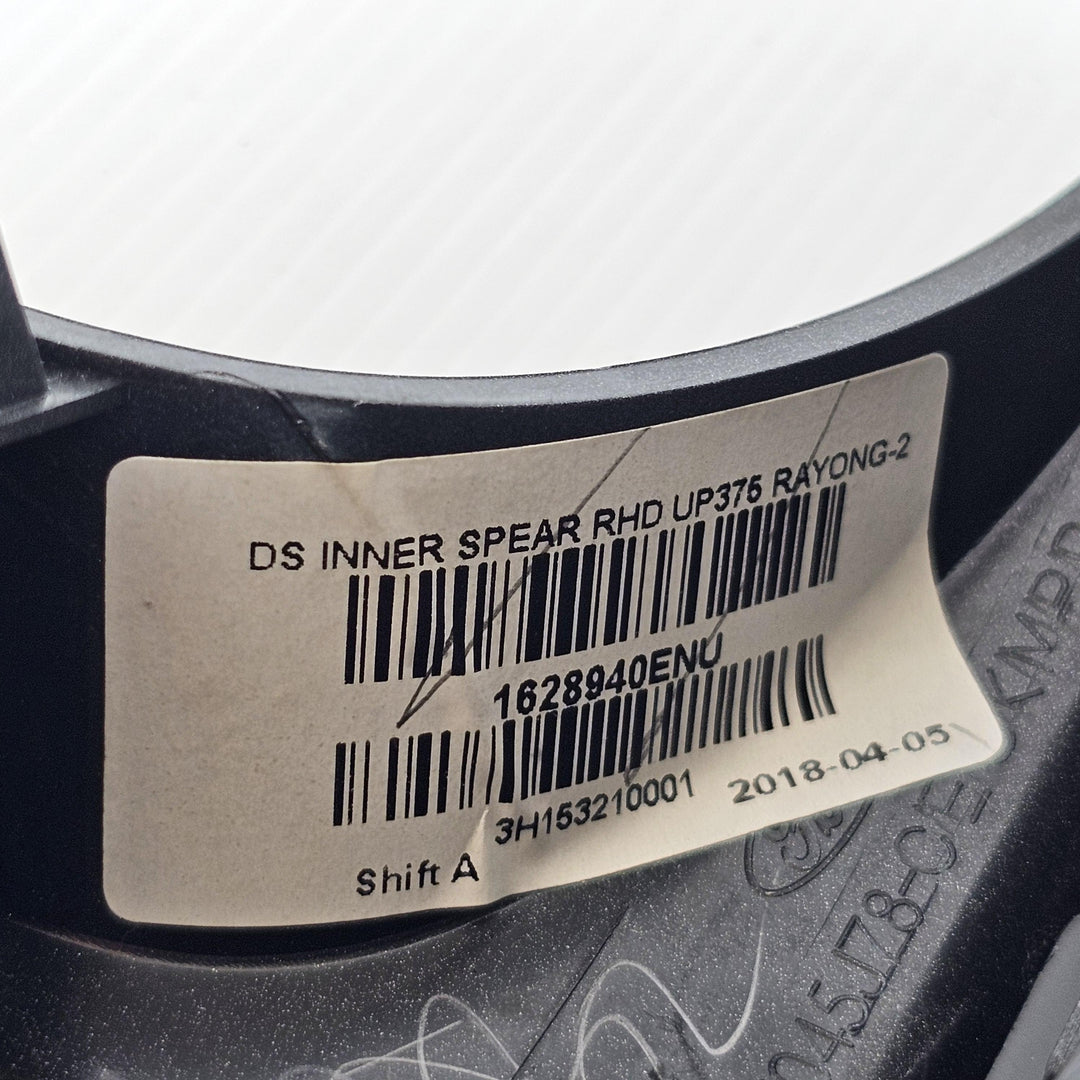 DS INNER SPEAR RHD UP375 RAYONG-2
1628940ENU
3H153210001 2018-04-05
Shift A